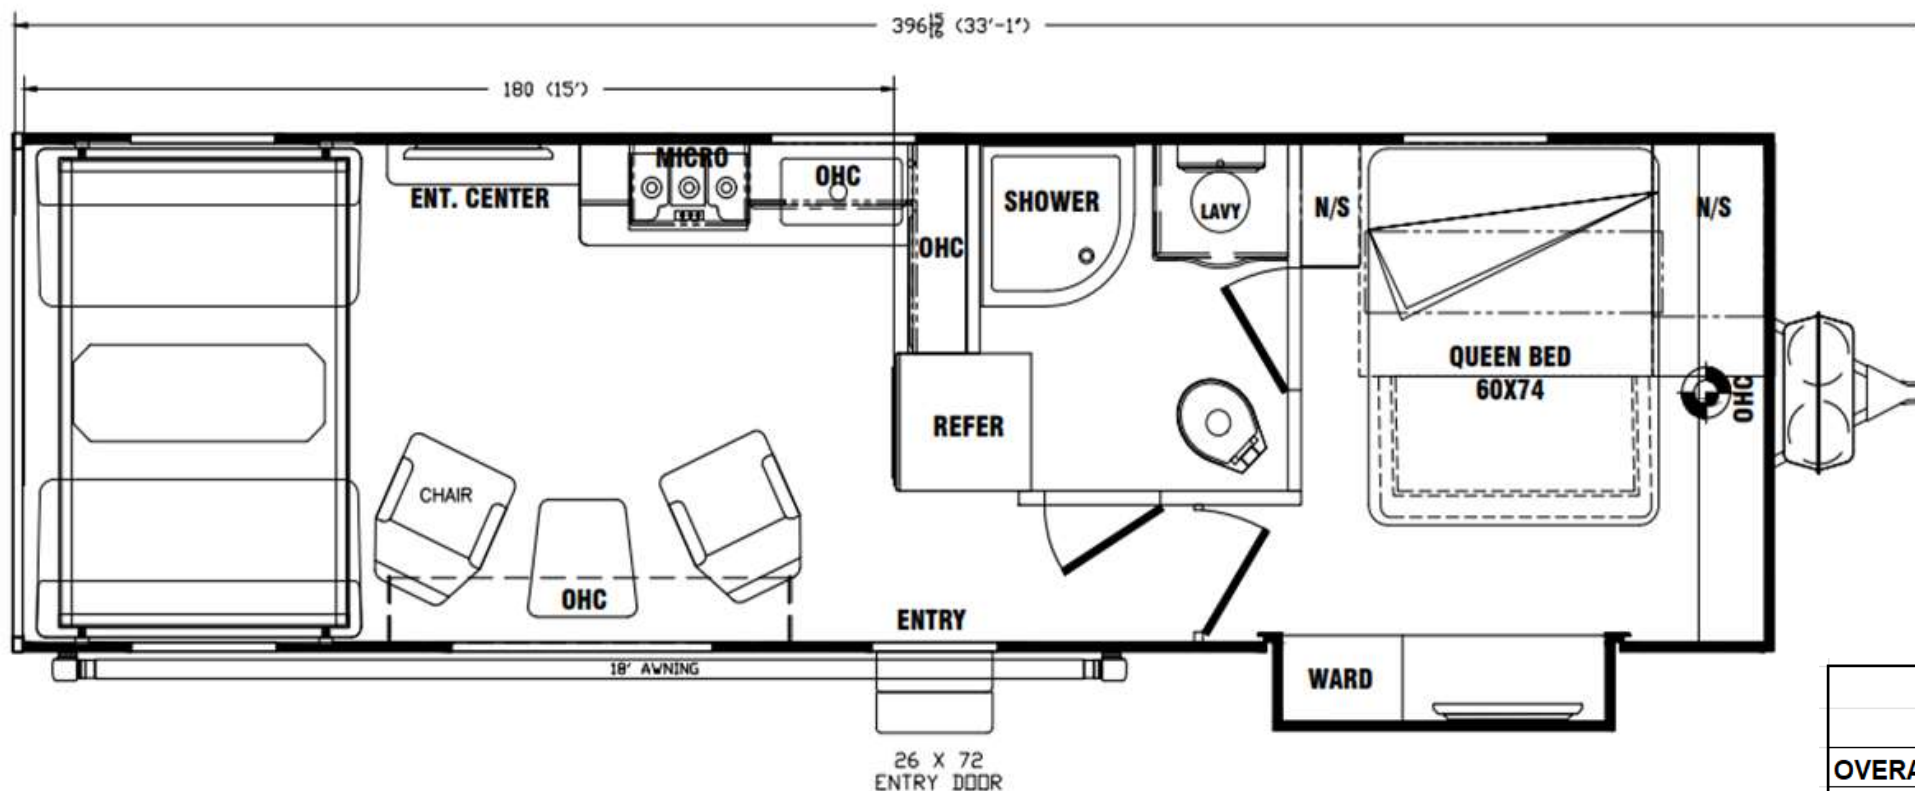 396 15/16 (33'-1")
180 (15')
MICRO
OHC
ENT. CENTER
OHC
SHOWER
LAVY
N/S
N/S
QUEEN BED
60X74
OHC
REFER
CHAIR
OHC
ENTRY
18' AWNING
WARD
26 X 72
ENTRY DOOR
OVERA